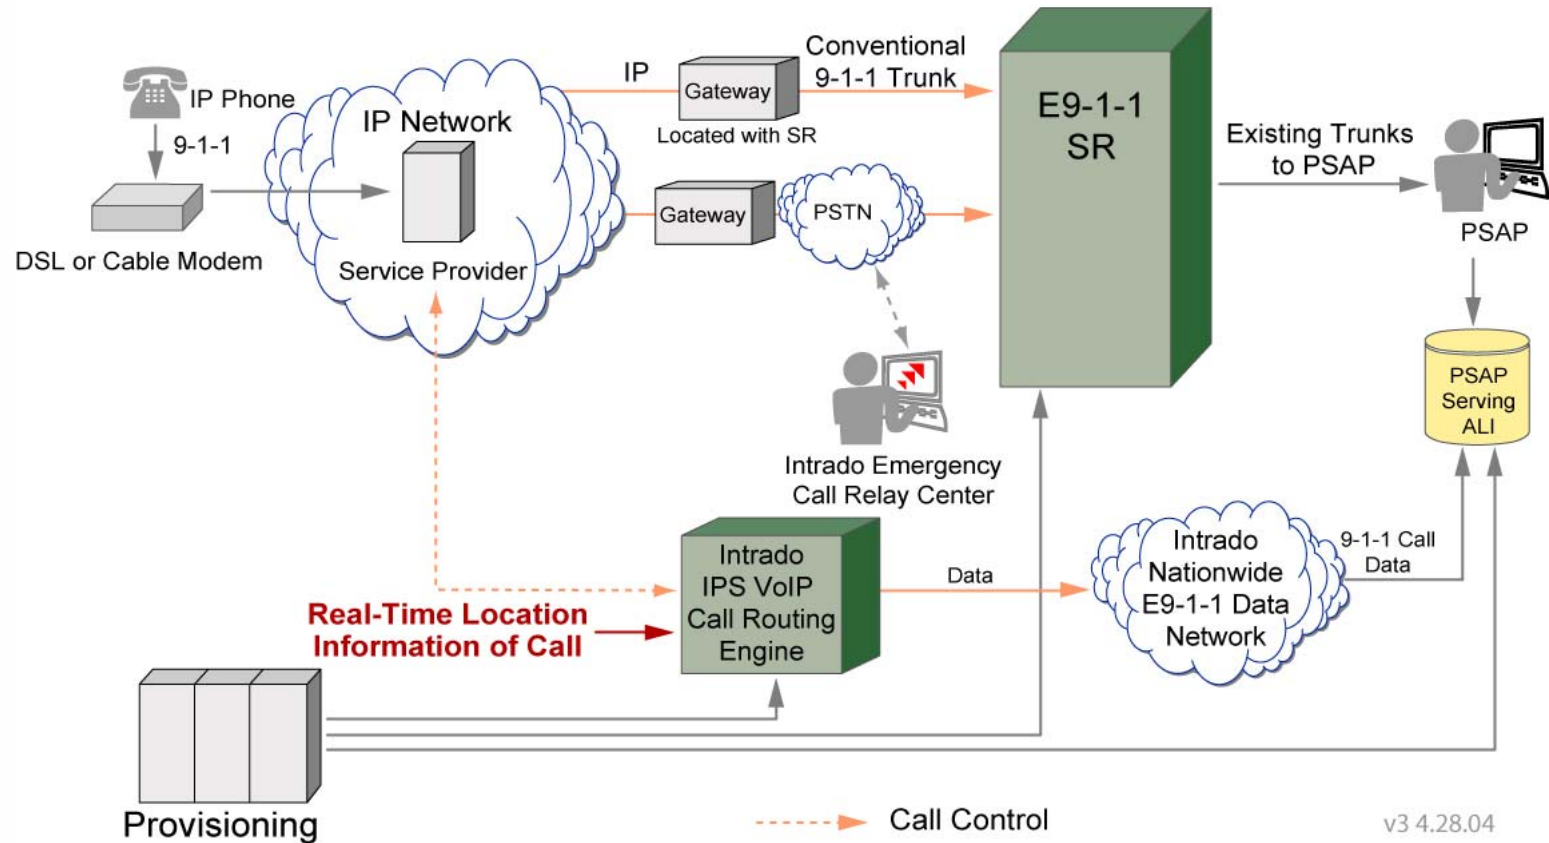 IP Phone
9-1-1
DSL or Cable Modem
IP Network
Service Provider
IP
Gateway
Located with SR
Conventional
9-1-1 Trunk
Gateway
PSTN
E9-1-1
SR
Existing Trunks
to PSAP
PSAP
PSAP
Serving
ALI
Intrado Emergency
Call Relay Center
Intrado
IPS VoIP
Call Routing
Engine
Data
Intrado
Nationwide
E9-1-1 Data
Network
9-1-1 Call
Data
Real-Time Location
Information of Call
Provisioning
Call Control
v3 4.28.04